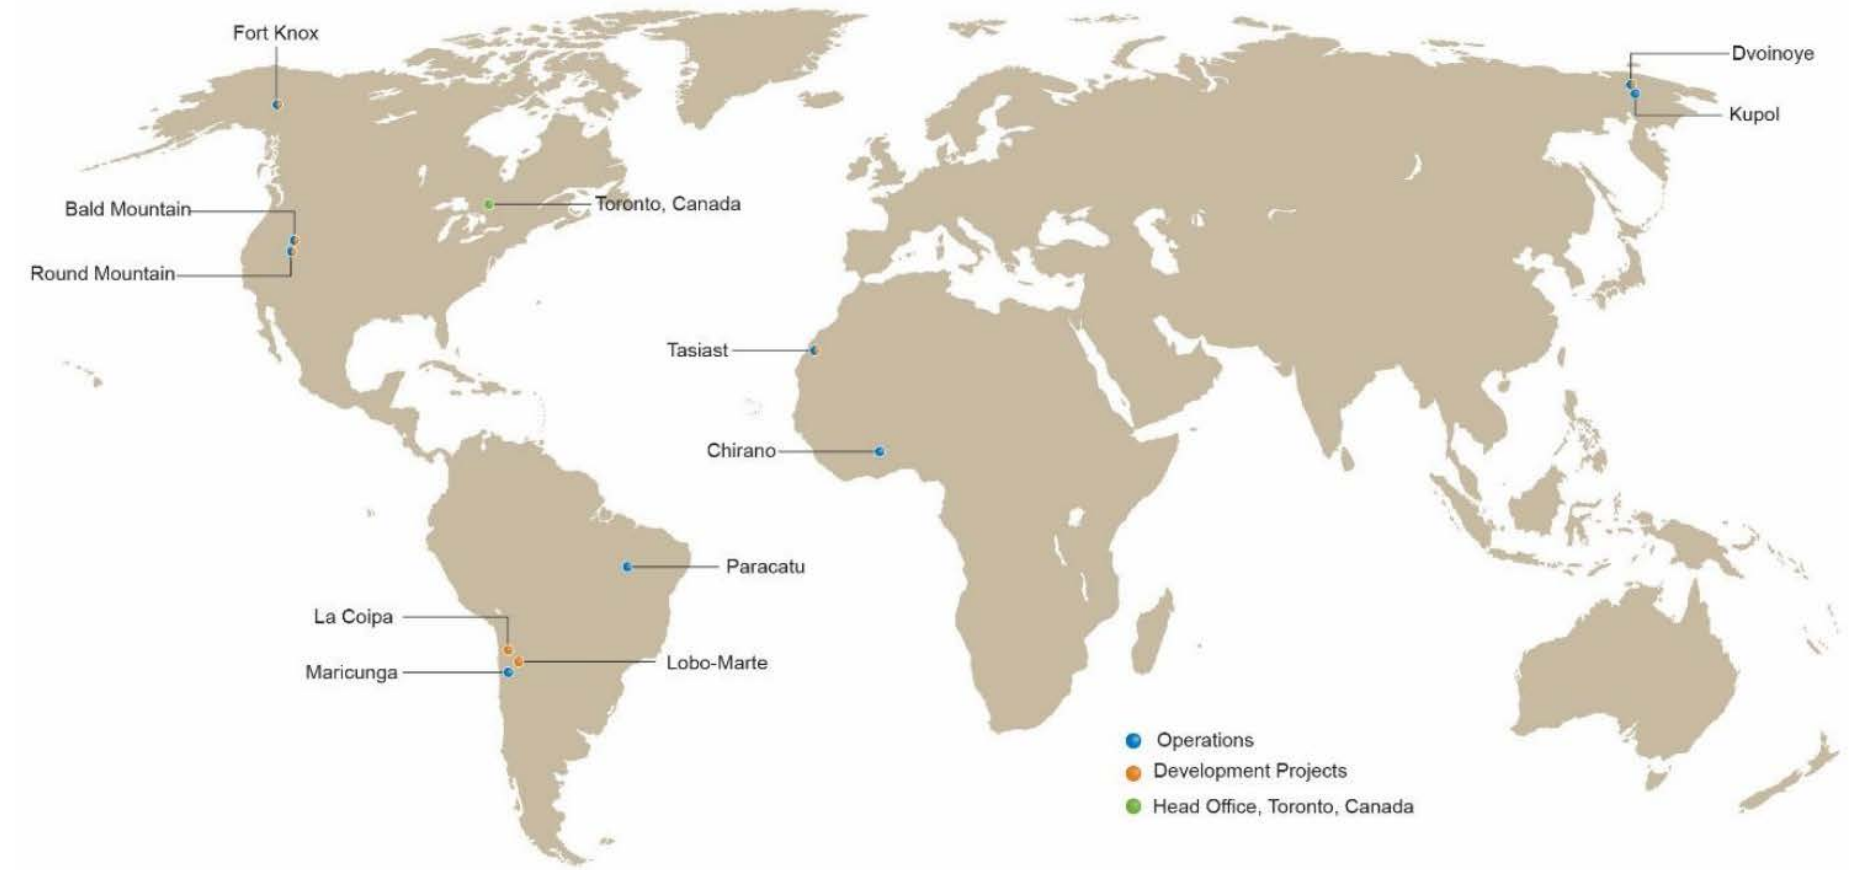 Fort Knox
Dvoinoye
Kupol
Bald Mountain
Toronto, Canada
Round Mountain
Tasiast
Chirano
Paracatu
La Coipa
Lobo-Marte
Maricunga
Operations
Development Projects
Head Office, Toronto, Canada